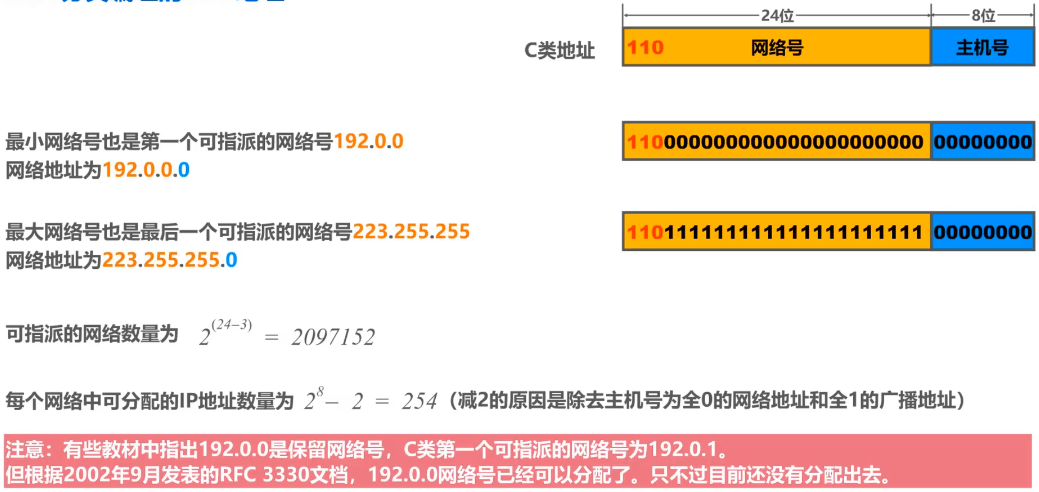 24位 8位
C类地址 110 网络号 主机号
最小网络号也是第一个可指派的网络号192.0.0
网络地址为192.0.0.0
110000000000000000000000 00000000
最大网络号也是最后一个可指派的网络号223.255.255
网络地址为223.255.255.0
110111111111111111111111 00000000
可指派的网络数量为 2^(24-3) = 2097152
每个网络中可分配的IP地址数量为 2^8 - 2 = 254（减2的原因是除去主机号为全0的网络地址和全1的广播地址）
注意：有些教材中指出192.0.0是保留网络号，C类第一个可指派的网络号为192.0.1。
但根据2002年9月发表的RFC 3330文档，192.0.0网络号已经可以分配了。只不过目前还没有分配出去。